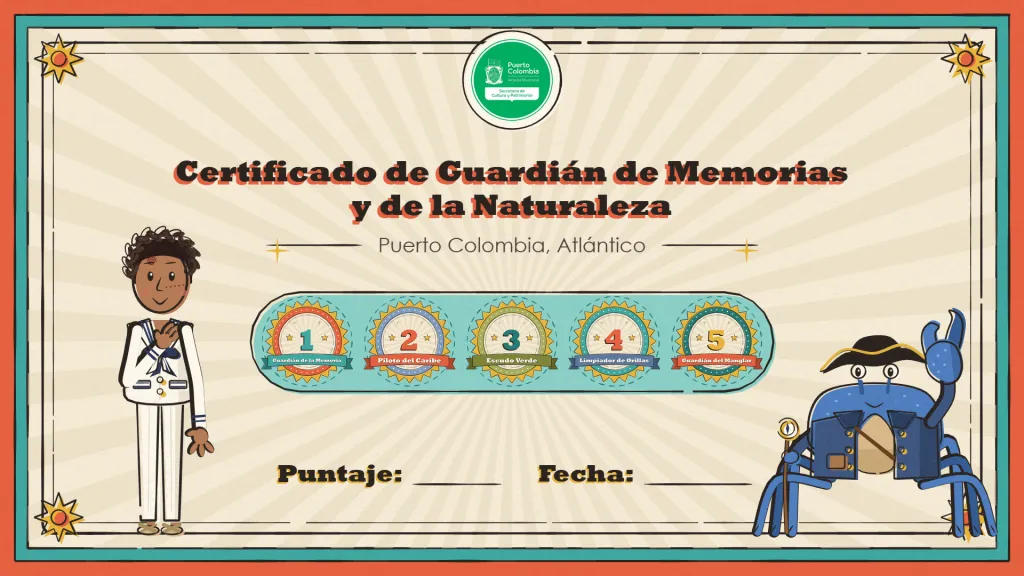 Puerto
Colombia
Alcaldía Municipal
Secretaría de
Cultura y Patrimonio
Certificado de Guardián de Memorias
y de la Naturaleza
Puerto Colombia, Atlántico
1 2 3 4 5
Guardián de la Memoria Piloto del Caribe Escudo Verde Limpiador de Orillas Guardián del Manglar
Puntaje: Fecha: